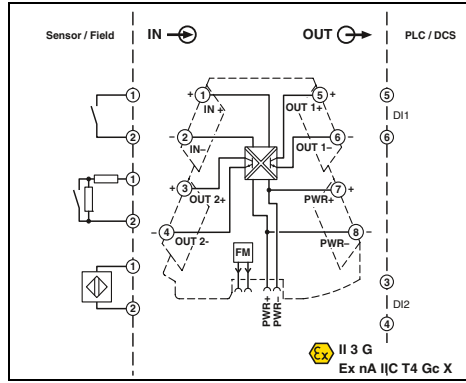 Sensor / Field
IN
OUT
PLC / DCS
1
2
1
2
1
2
+ 1
IN +
– 2
IN–
+ 3
OUT 2+
– 4
OUT 2-
5 +
OUT 1+
6 –
OUT 1–
7 +
PWR+
8 –
PWR–
FM
PWR+
PWR–
5
DI1
6
3
DI2
4
Ex
II 3 G
Ex nA IIC T4 Gc X